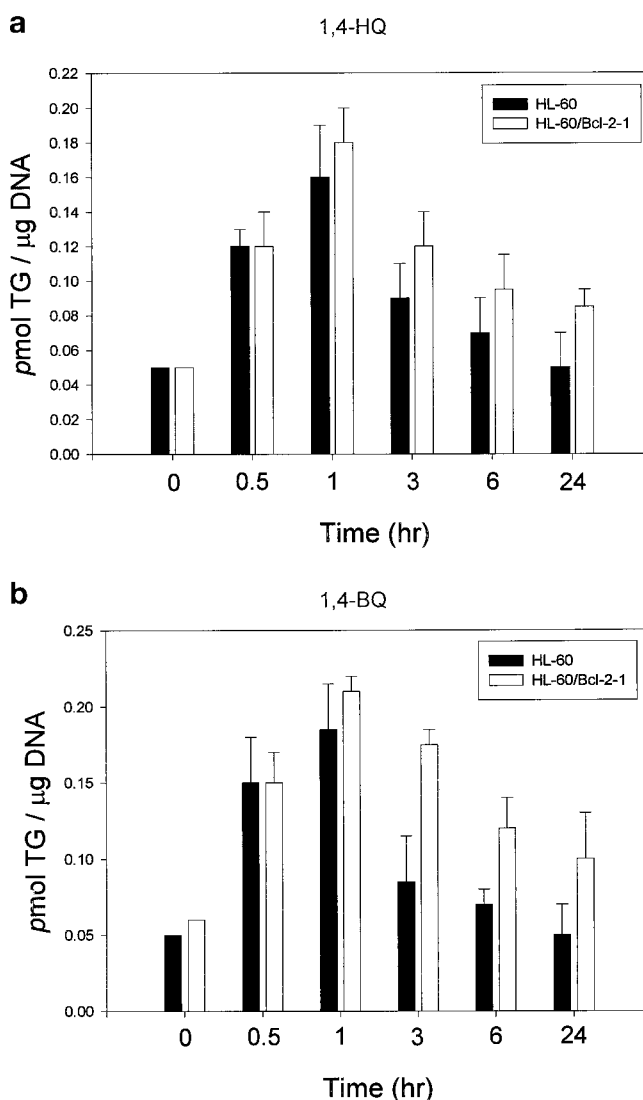 a
1,4-HQ
0.22
0.20
0.18
0.16
0.14
0.12
0.10
0.08
0.06
0.04
0.02
0.00
pmol TG / µg DNA
HL-60
HL-60/Bcl-2-1
0 0.5 1 3 6 24
Time (hr)
b
1,4-BQ
0.25
0.20
0.15
0.10
0.05
0.00
pmol TG / µg DNA
HL-60
HL-60/Bcl-2-1
0 0.5 1 3 6 24
Time (hr)